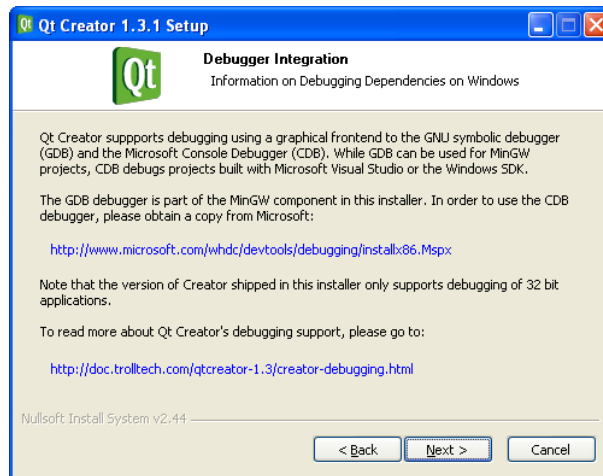 Qt Creator 1.3.1 Setup
Qt
Debugger Integration
Information on Debugging Dependencies on Windows
Qt Creator suppports debugging using a graphical frontend to the GNU symbolic debugger
(GDB) and the Microsoft Console Debugger (CDB). While GDB can be used for MinGW
projects, CDB debugs projects built with Microsoft Visual Studio or the Windows SDK.
The GDB debugger is part of the MinGW component in this installer. In order to use the CDB
debugger, please obtain a copy from Microsoft:
http://www.microsoft.com/whdc/devtools/debugging/installx86.Mspx
Note that the version of Creator shipped in this installer only supports debugging of 32 bit
applications.
To read more about Qt Creator's debugging support, please go to:
http://doc.trolltech.com/qtcreator-1.3/creator-debugging.html
Nullsoft Install System v2.44
< Back Next > Cancel